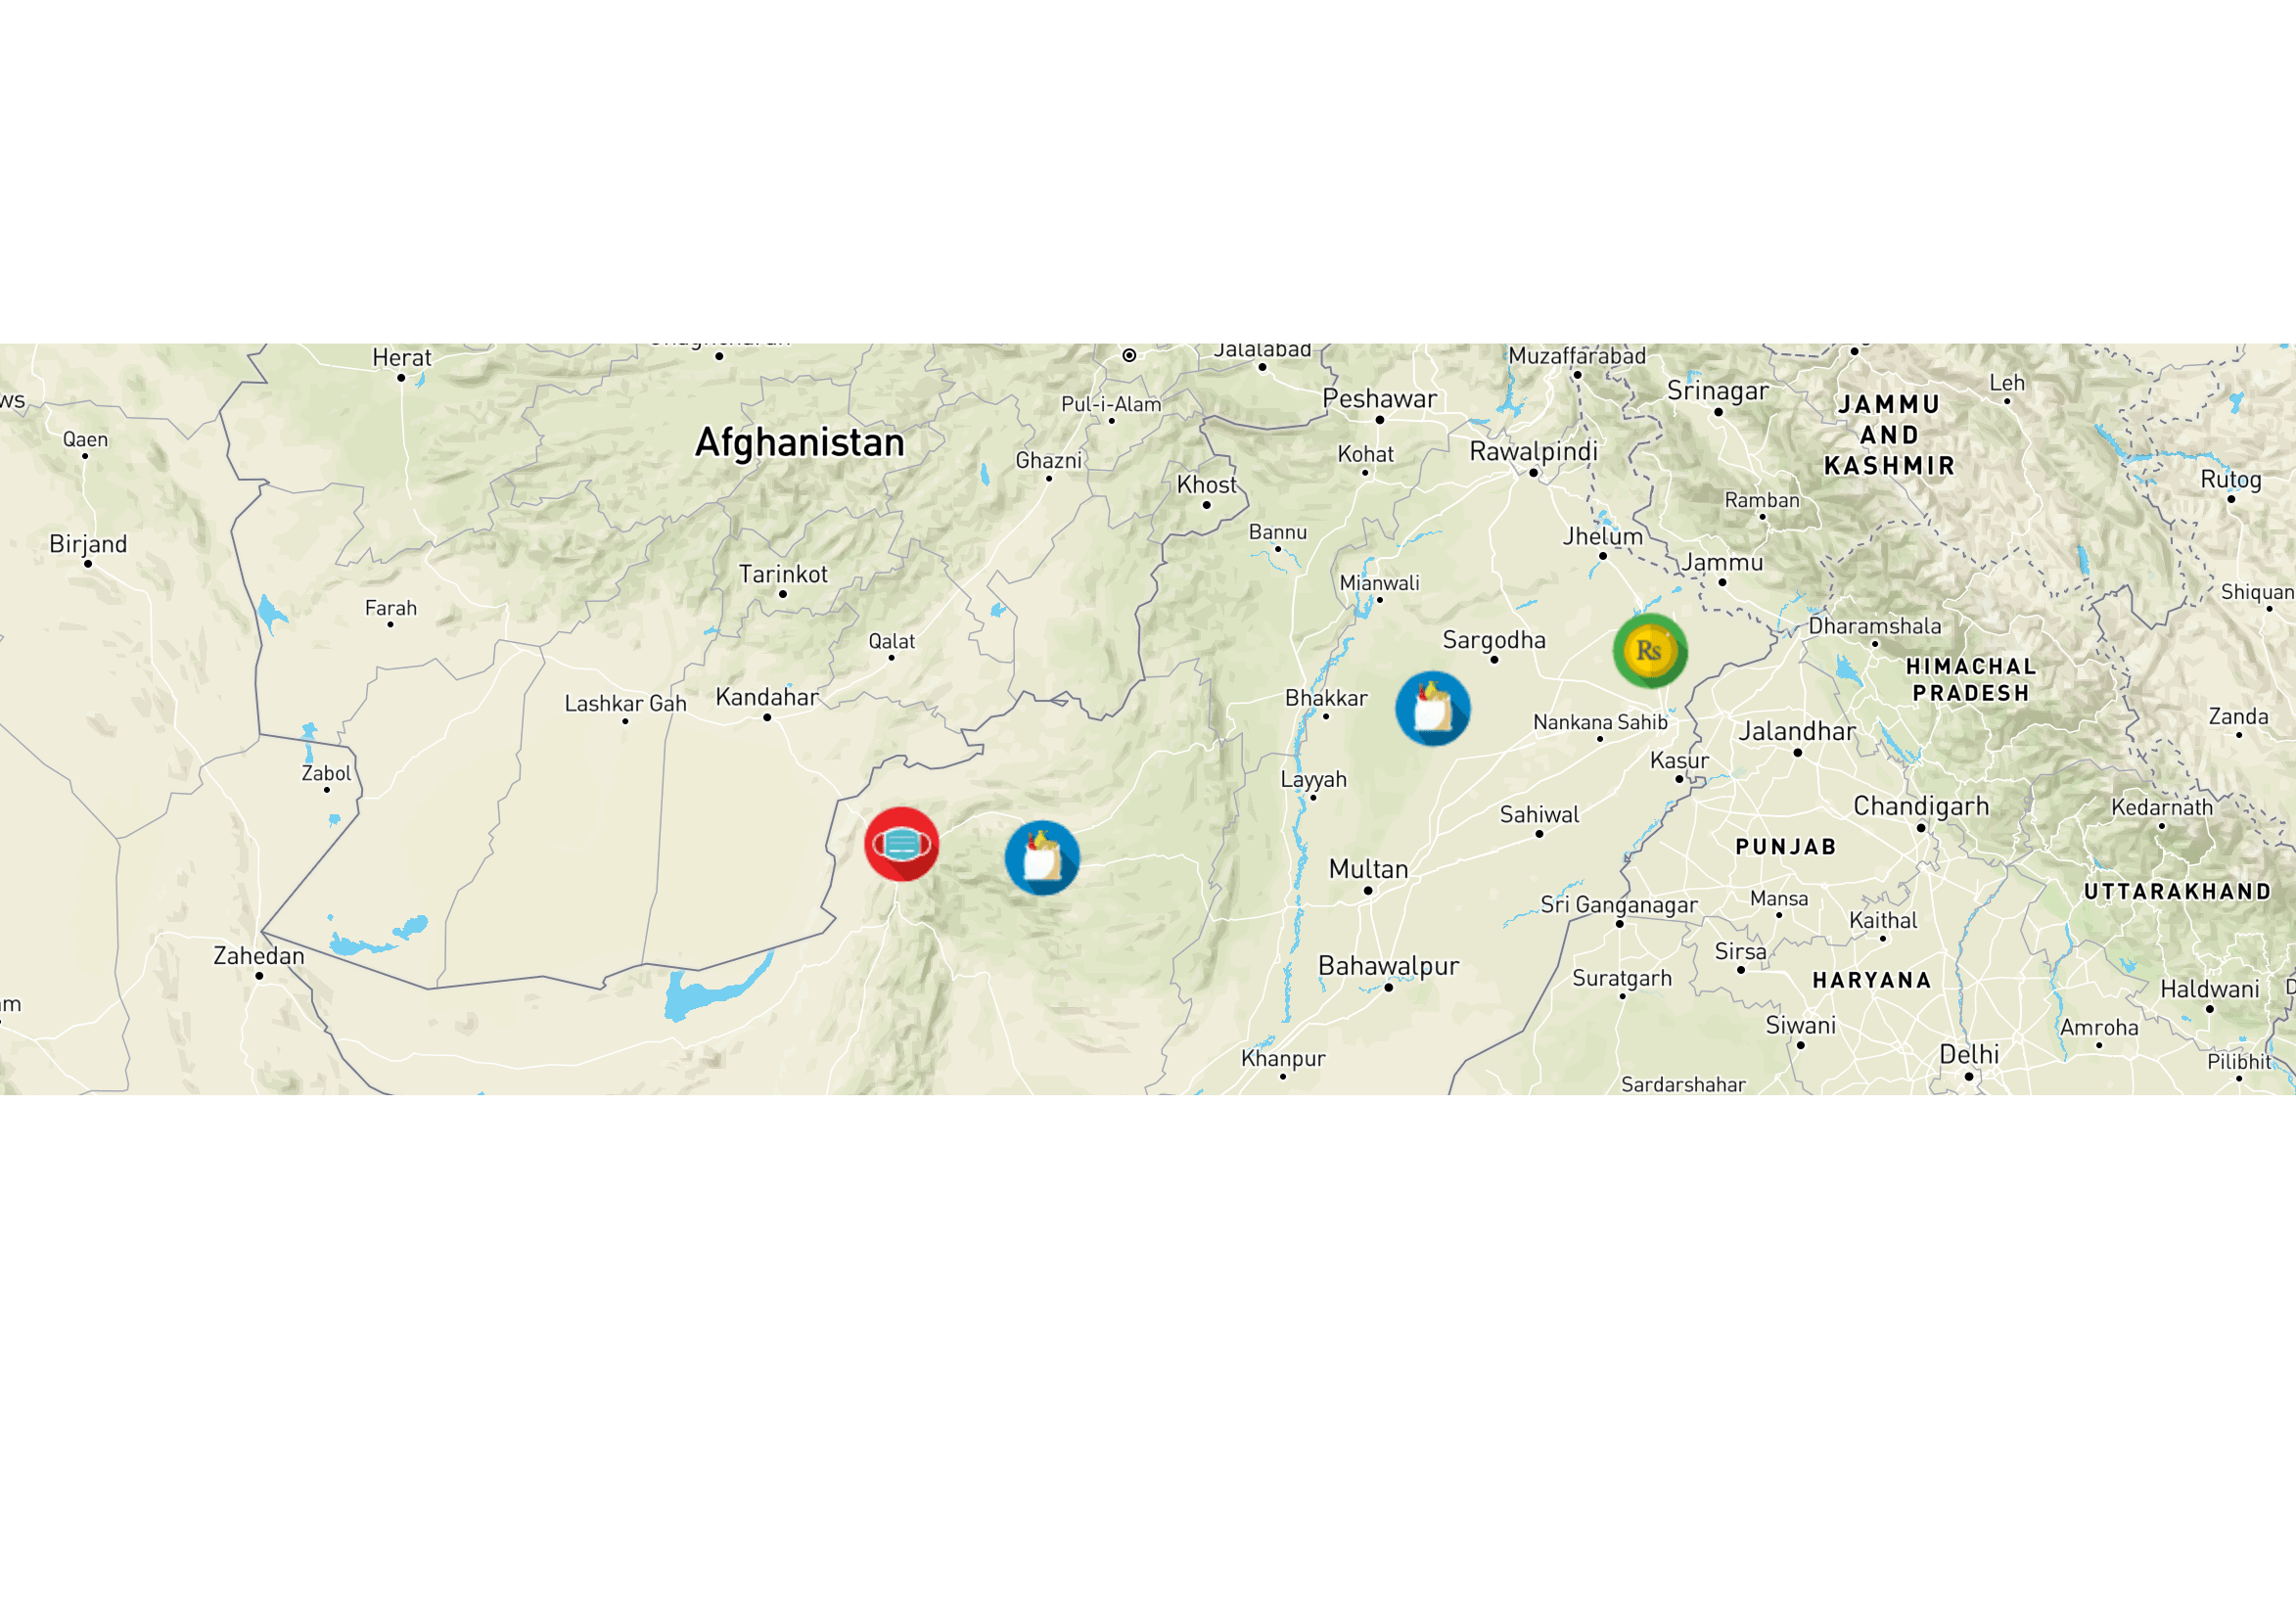 Herat
Jalalabad
Muzaffarabad
Srinagar
Leh
ws
Peshawar
Pul-i-Alam
JAMMU
AND
KASHMIR
Qaen
Afghanistan
Ghazni
Kohat
Rawalpindi
Khost
Ramban
Rutog
Birjand
Bannu
Jhelum
Jammu
Tarinkot
Mianwali
Shiquan
Farah
Qalat
Sargodha
Rs
Dharamshala
HIMACHAL
PRADESH
Lashkar Gah
Kandahar
Bhakkar
Nankana Sahib
Jalandhar
Zanda
Zabol
Layyah
Kasur
Chandigarh
Kedarnath
Sahiwal
PUNJAB
Multan
UTTARAKHAND
Sri Ganganagar
Mansa
Kaithal
Zahedan
Sirsa
Bahawalpur
Suratgarh
HARYANA
Haldwani
D
am
Siwani
Amroha
Khanpur
Delhi
Pilibhit
Sardarshahar